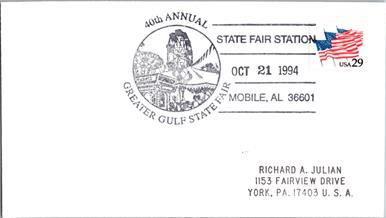 40th ANNUAL
GREATER GULF STATE FAIR
STATE FAIR STATION
OCT 21 1994
MOBILE, AL 36601
USA 29
RICHARD A. JULIAN
1153 FAIRVIEW DRIVE
YORK, PA. 17403 U. S. A.